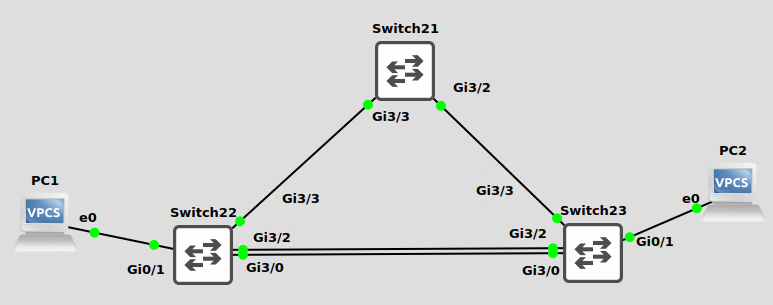 Switch21
Gi3/2
Gi3/3
PC2
VPCS
e0
PC1
VPCS
e0
Gi3/3
Gi3/3
Switch22
Switch23
Gi3/2
Gi3/2
Gi0/1
Gi0/1
Gi3/0
Gi3/0